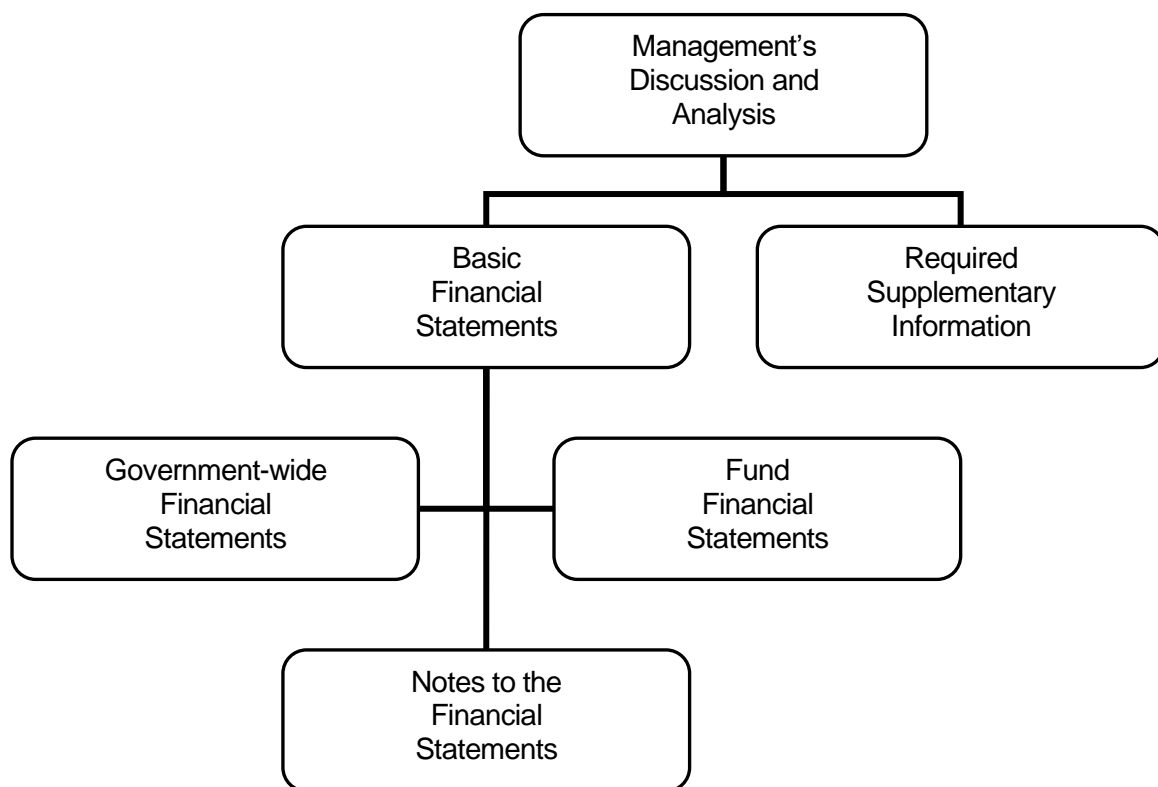 Management’s
Discussion and
Analysis
Basic
Financial
Statements
Required
Supplementary
Information
Government-wide
Financial
Statements
Fund
Financial
Statements
Notes to the
Financial
Statements